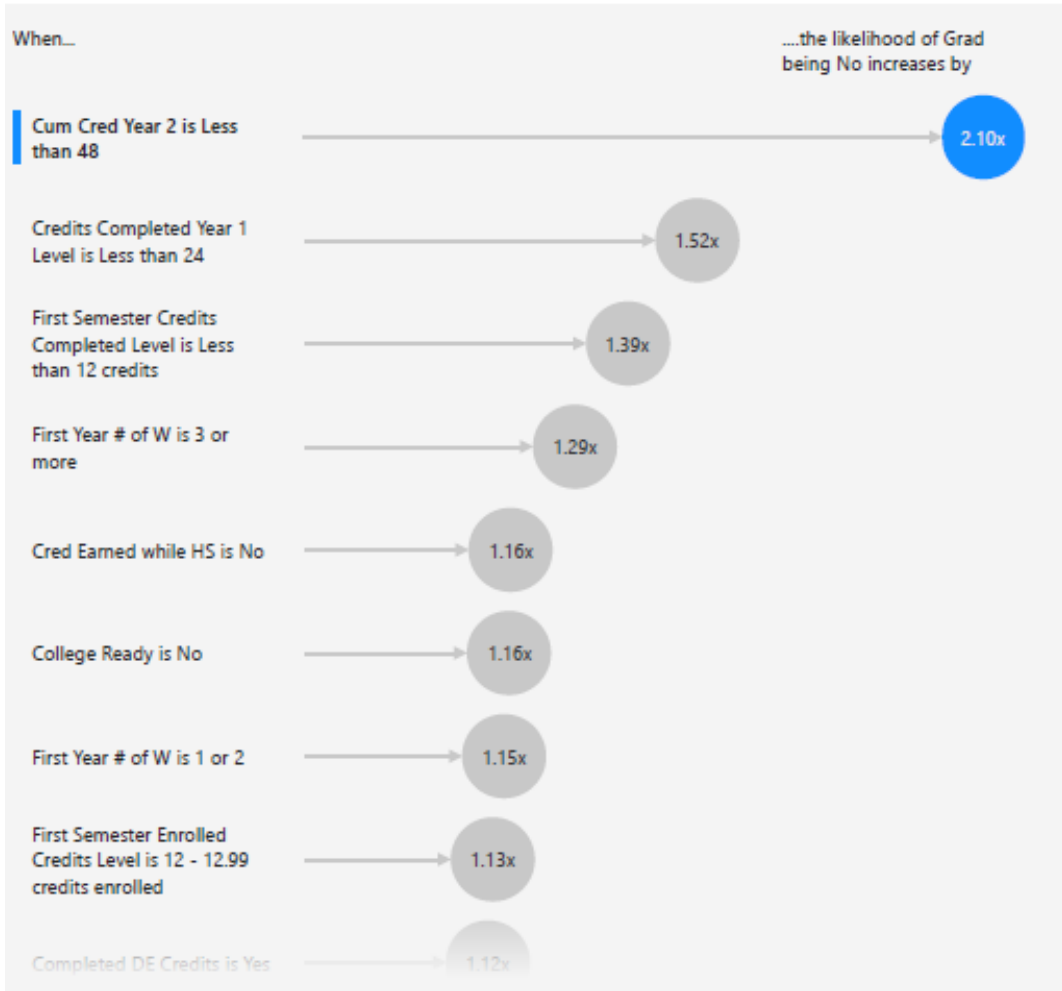 When...
....the likelihood of Grad
being No increases by
Cum Cred Year 2 is Less
than 48
2.10x
Credits Completed Year 1
Level is Less than 24
1.52x
First Semester Credits
Completed Level is Less
than 12 credits
1.39x
First Year # of W is 3 or
more
1.29x
Cred Earned while HS is No
1.16x
College Ready is No
1.16x
First Year # of W is 1 or 2
1.15x
First Semester Enrolled
Credits Level is 12 - 12.99
credits enrolled
1.13x
Completed DE Credits is Yes
1.12x